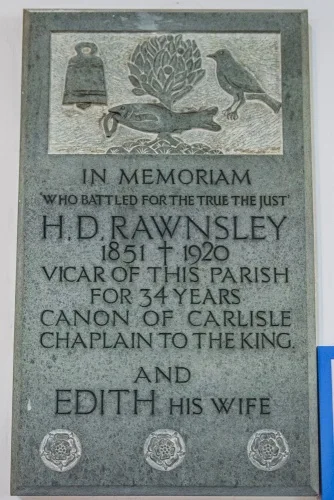 IN MEMORIAM
'WHO BATTLED FOR THE TRUE THE JUST'
H. D. RAWNSLEY
1851 † 1920
VICAR OF THIS PARISH
FOR 34 YEARS
CANON OF CARLISLE
CHAPLAIN TO THE KING.
AND
EDITH HIS WIFE